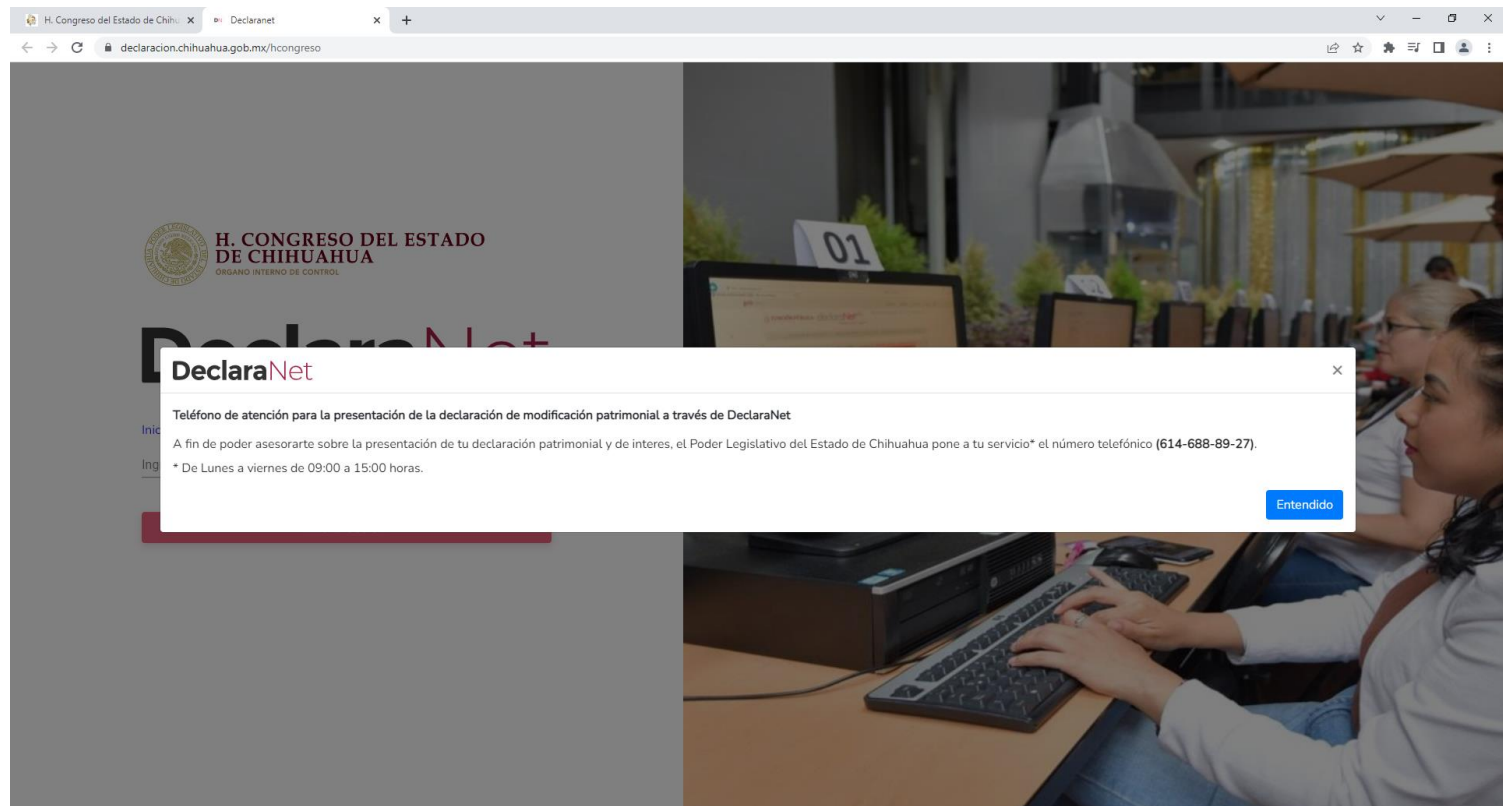 H. Congreso del Estado de Chihu
Declaranet
declaracion.chihuahua.gob.mx/hcongreso
H. CONGRESO DEL ESTADO
DE CHIHUAHUA
ÓRGANO INTERNO DE CONTROL
01
DeclaraNet
DeclaraNet
Teléfono de atención para la presentación de la declaración de modificación patrimonial a través de DeclaraNet
Inic
A fin de poder asesorarte sobre la presentación de tu declaración patrimonial y de interes, el Poder Legislativo del Estado de Chihuahua pone a tu servicio* el número telefónico (614-688-89-27).
Ing
* De Lunes a viernes de 09:00 a 15:00 horas.
Entendido